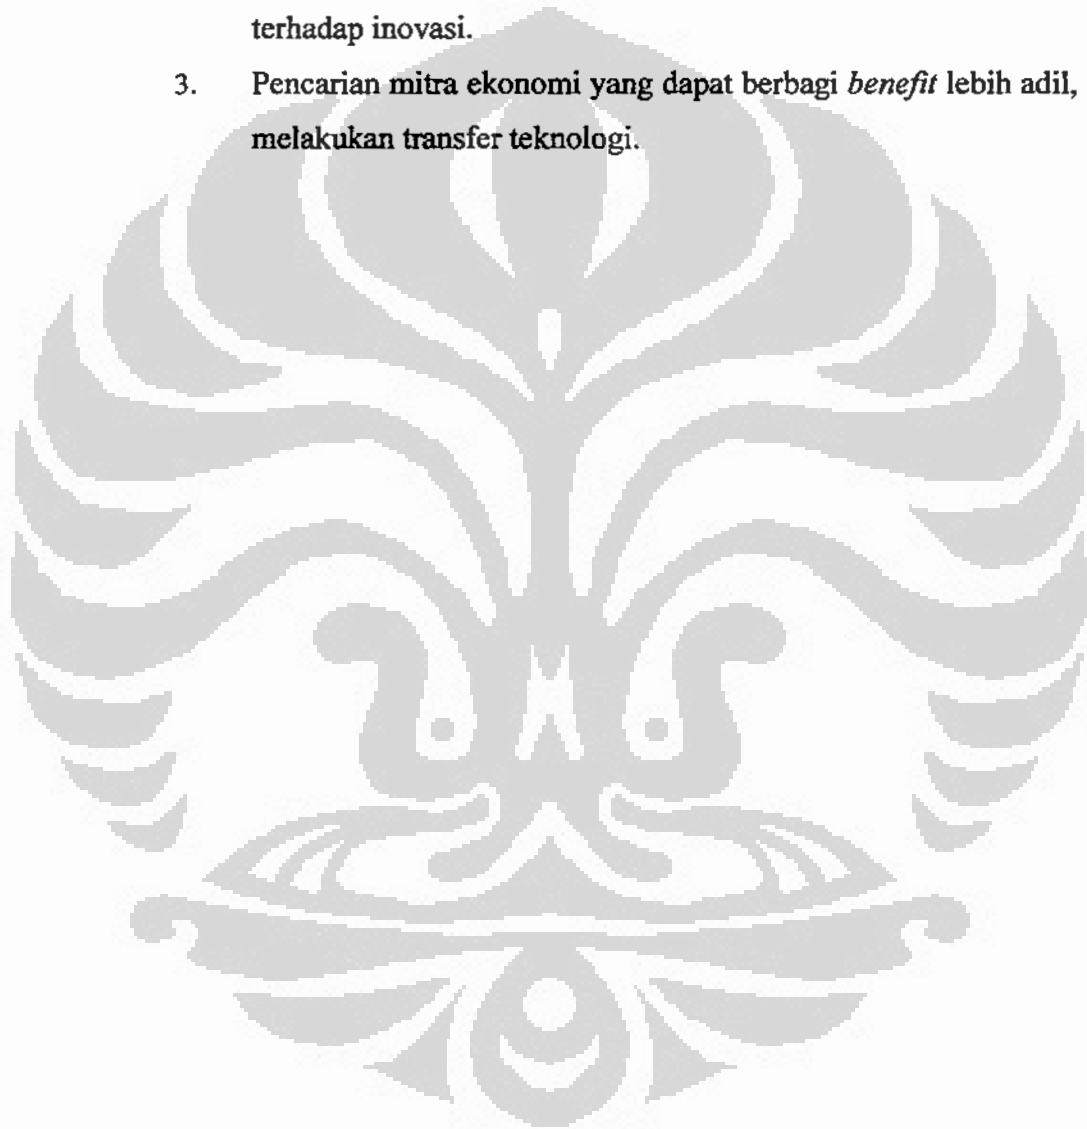 terhadap inovasi.
3. Pencarian mitra ekonomi yang dapat berbagi benefit lebih adil,
melakukan transfer teknologi.